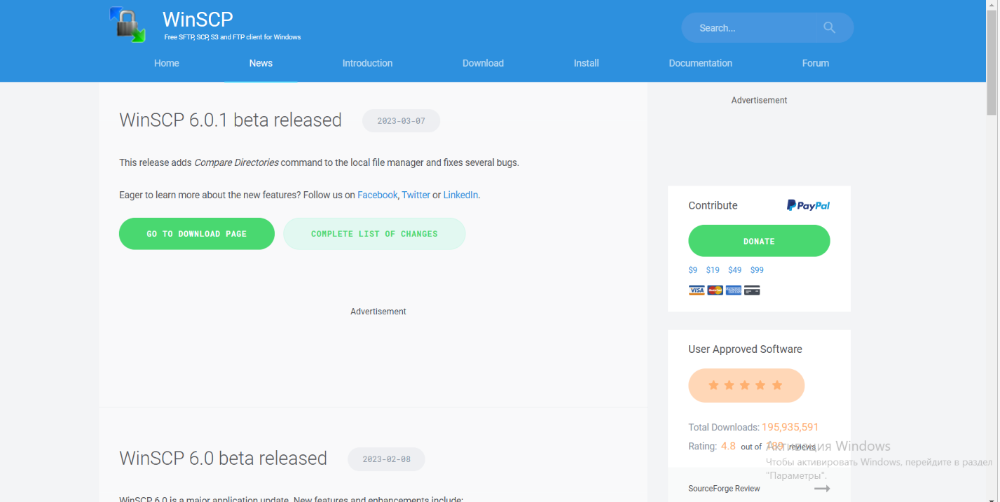 WinSCP
Free SFTP, SCP, S3 and FTP client for Windows
Search...
Home News Introduction Download Install Documentation Forum
WinSCP 6.0.1 beta released 2023-03-07
This release adds Compare Directories command to the local file manager and fixes several bugs.
Eager to learn more about the new features? Follow us on Facebook, Twitter or LinkedIn.
GO TO DOWNLOAD PAGE COMPLETE LIST OF CHANGES
Advertisement
WinSCP 6.0 beta released 2023-02-08
WinSCP 6.0 is a major application update. New features and enhancements include:
Advertisement
Contribute PayPal
DONATE
$9 $19 $49 $99
VISA
User Approved Software
Total Downloads: 195,935,591
Rating: 4.8 out of 189 reviews
SourceForge Review
Активация Windows
Чтобы активировать Windows, перейдите в раздел
"Параметры".